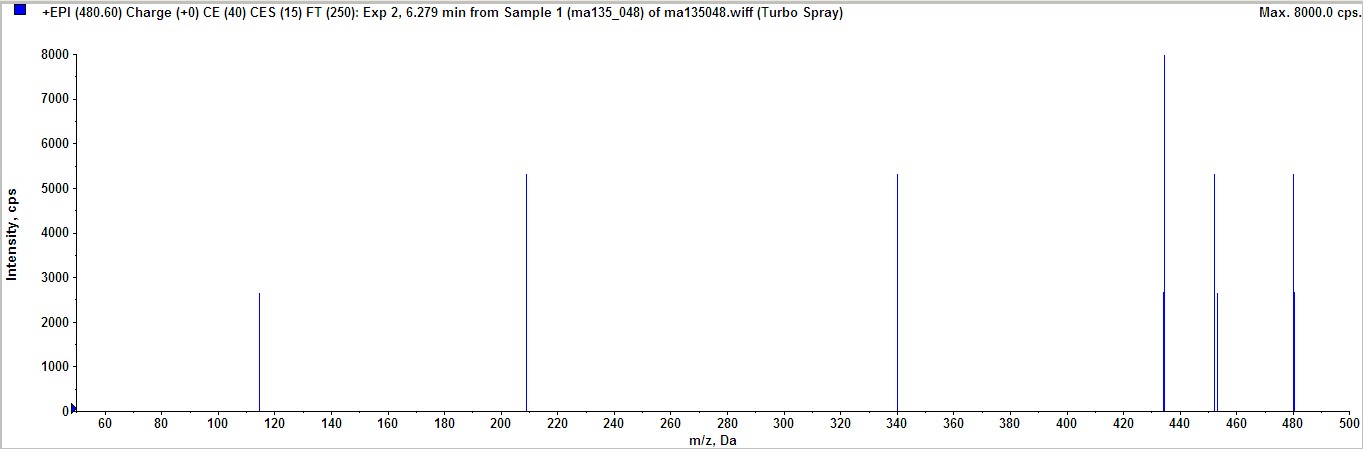 +EPI (480.60) Charge (+0) CE (40) CES (15) FT (250): Exp 2, 6.279 min from Sample 1 (ma135_048) of ma135048.wiff (Turbo Spray) Max. 8000.0 cps.
8000
7000
6000
5000
4000
3000
2000
1000
0
Intensity, cps
60 80 100 120 140 160 180 200 220 240 260 280 300 320 340 360 380 400 420 440 460 480 500
m/z, Da